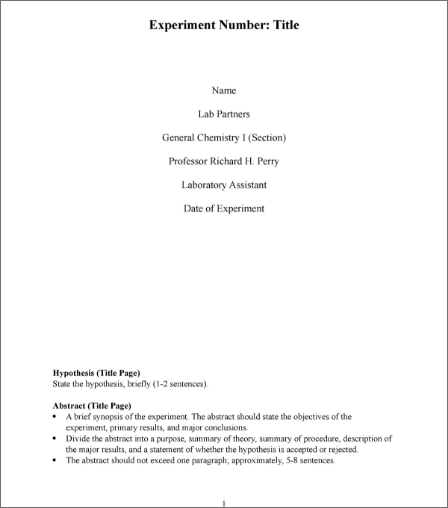 Experiment Number: Title
Name
Lab Partners
General Chemistry I (Section)
Professor Richard H. Perry
Laboratory Assistant
Date of Experiment
Hypothesis (Title Page)
State the hypothesis, briefly (1-2 sentences).
Abstract (Title Page)
• A brief synopsis of the experiment. The abstract should state the objectives of the
experiment, primary results, and major conclusions.
• Divide the abstract into a purpose, summary of theory, summary of procedure, description of
the major results, and a statement of whether the hypothesis is accepted or rejected.
• The abstract should not exceed one paragraph; approximately, 5-8 sentences.